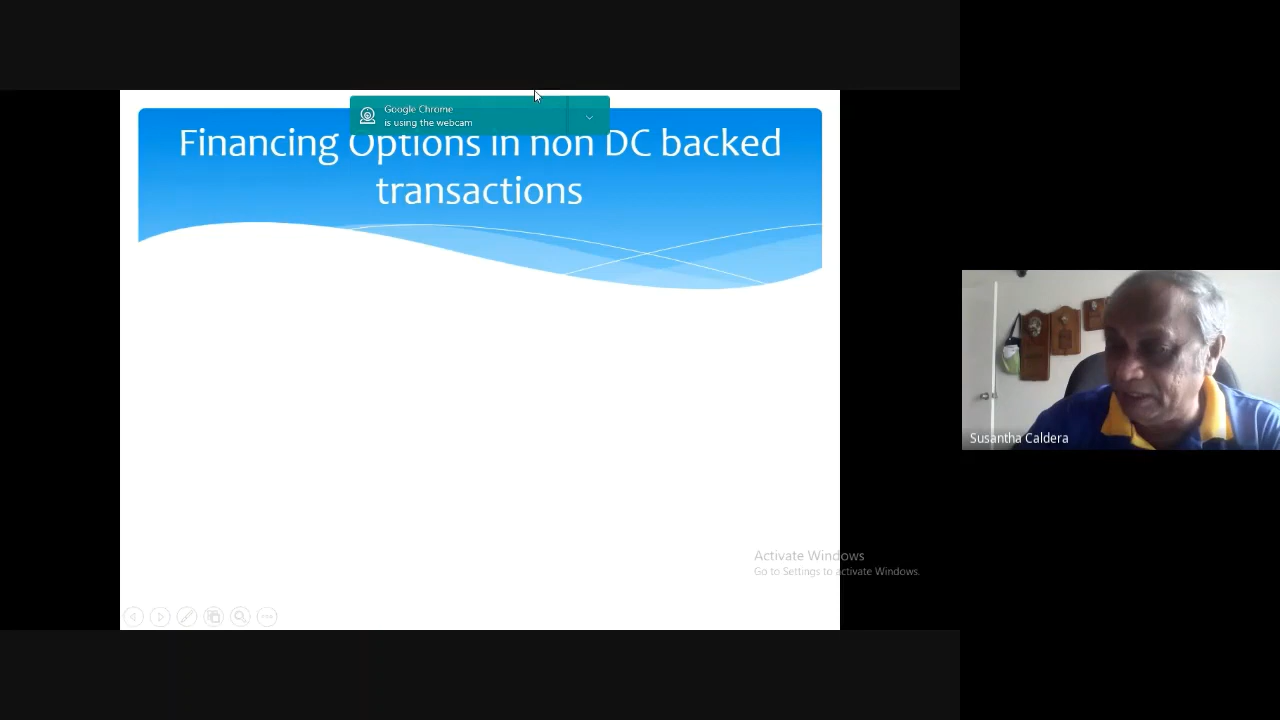 Google Chrome
is using the webcam
Financing Options in non DC backed
transactions
Susantha Caldera
Activate Windows
Go to Settings to activate Windows.